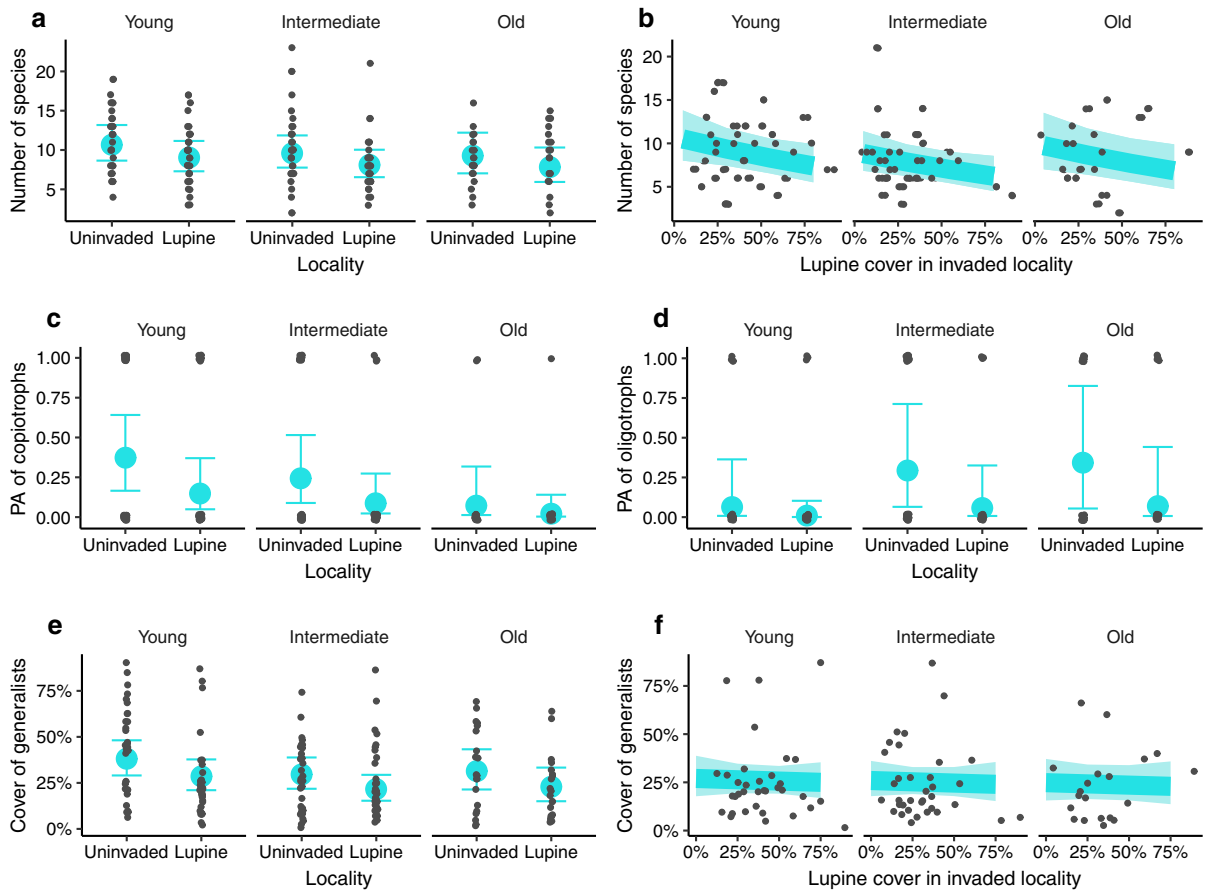 a
Young
Intermediate
Old
Number of species
20
15
10
5
Uninvaded
Lupine
Uninvaded
Lupine
Uninvaded
Lupine
Locality
b
Young
Intermediate
Old
Number of species
20
15
10
5
0%
25%
50%
75%
0%
25%
50%
75%
0%
25%
50%
75%
Lupine cover in invaded locality
c
Young
Intermediate
Old
PA of copiotrophs
1.00
0.75
0.50
0.25
0.00
Uninvaded
Lupine
Uninvaded
Lupine
Uninvaded
Lupine
Locality
d
Young
Intermediate
Old
PA of oligotrophs
1.00
0.75
0.50
0.25
0.00
Uninvaded
Lupine
Uninvaded
Lupine
Uninvaded
Lupine
Locality
e
Young
Intermediate
Old
Cover of generalists
75%
50%
25%
0%
Uninvaded
Lupine
Uninvaded
Lupine
Uninvaded
Lupine
Locality
f
Young
Intermediate
Old
Cover of generalists
75%
50%
25%
0%
0%
25%
50%
75%
0%
25%
50%
75%
0%
25%
50%
75%
Lupine cover in invaded locality